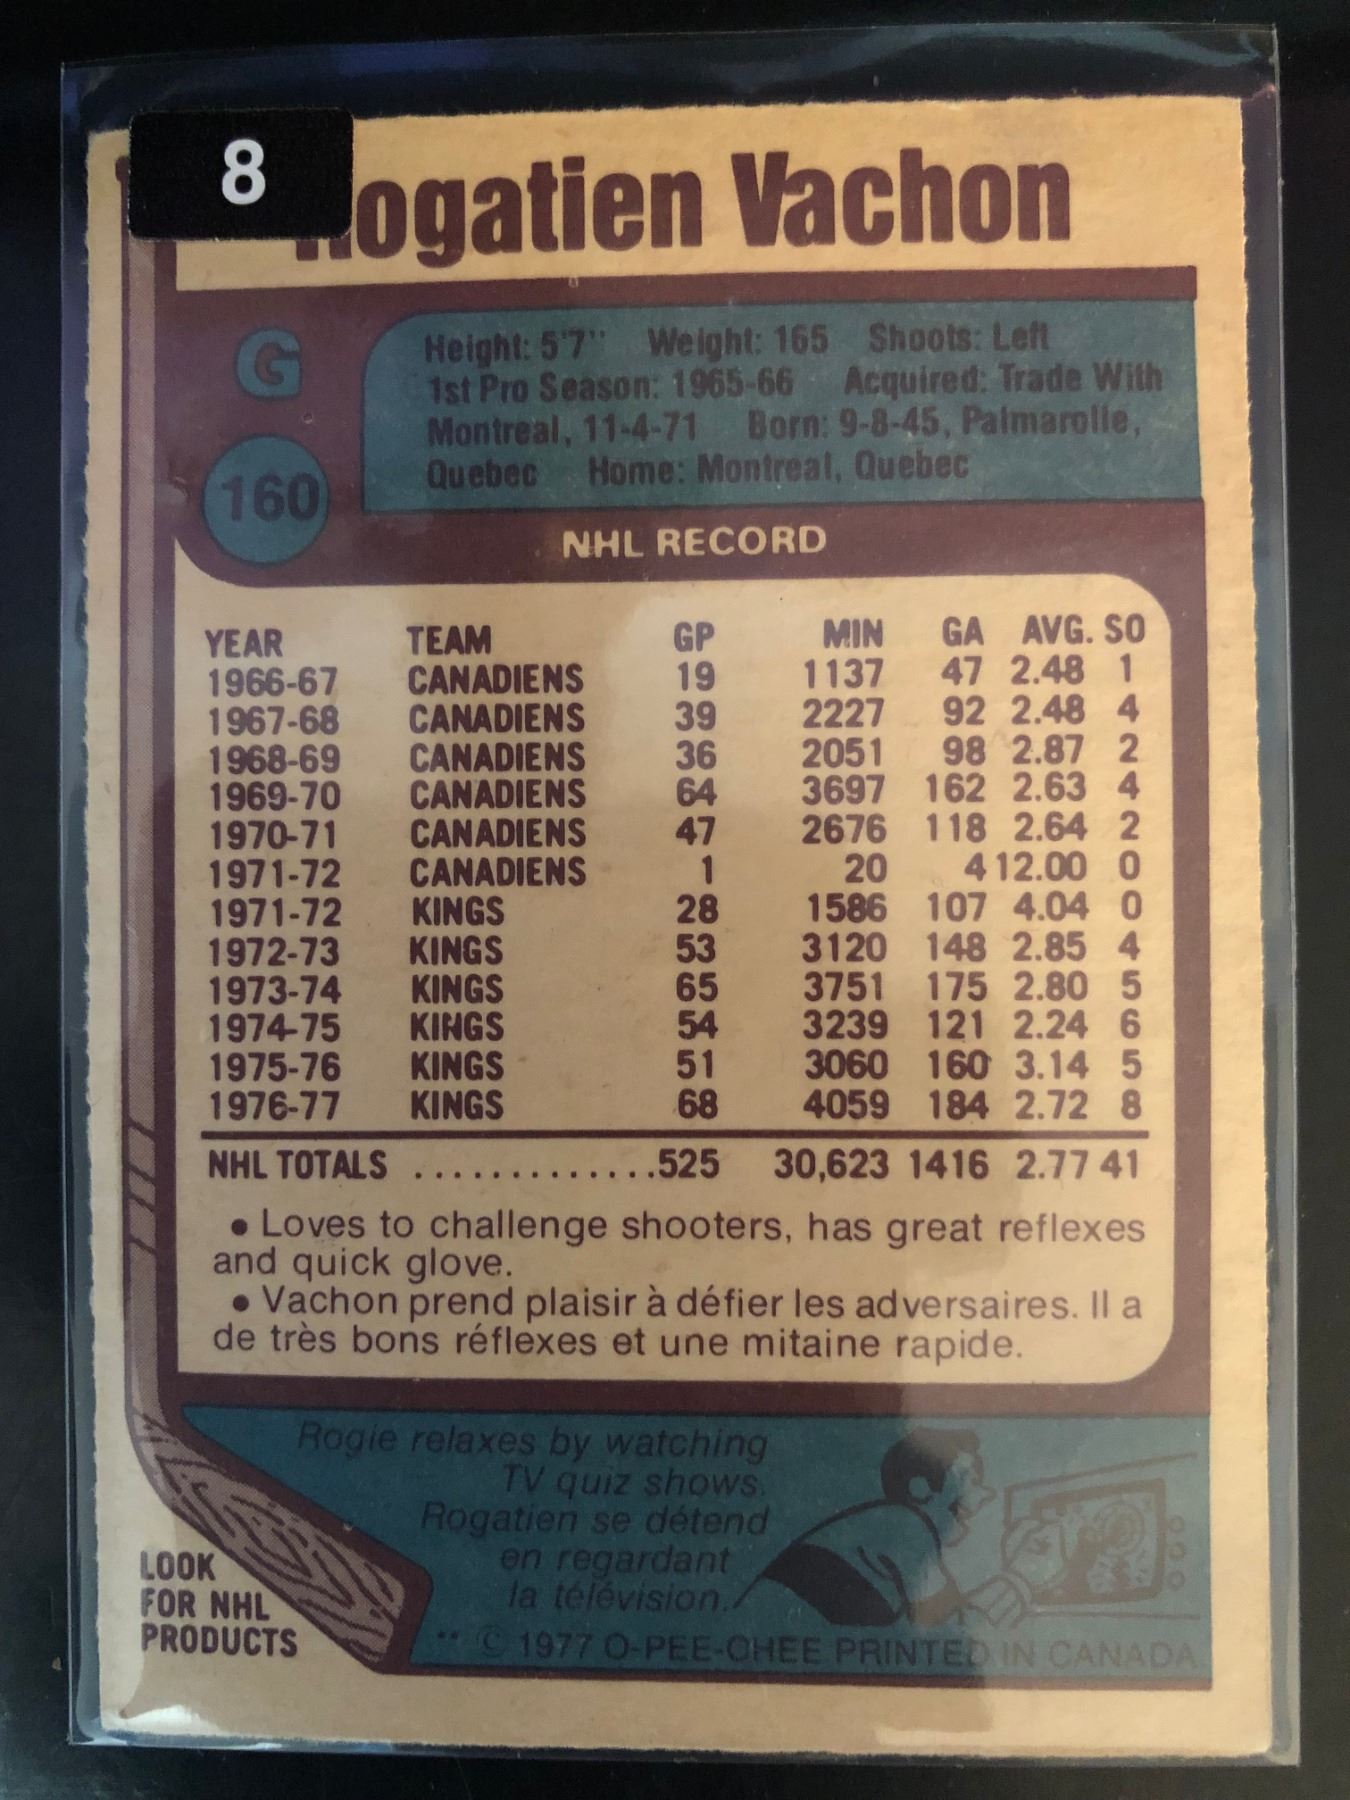 8
Rogatien Vachon
G
Height: 5'7" Weight: 165 Shoots: Left
1st Pro Season: 1965-66 Acquired: Trade With
Montreal, 11-4-71 Born: 9-8-45, Palmarolle,
Quebec Home: Montreal, Quebec
160
NHL RECORD
YEAR TEAM GP MIN GA AVG. SO
1966-67 CANADIENS 19 1137 47 2.48 1
1967-68 CANADIENS 39 2227 92 2.48 4
1968-69 CANADIENS 36 2051 98 2.87 2
1969-70 CANADIENS 64 3697 162 2.63 4
1970-71 CANADIENS 47 2676 118 2.64 2
1971-72 CANADIENS 1 20 4 12.00 0
1971-72 KINGS 28 1586 107 4.04 0
1972-73 KINGS 53 3120 148 2.85 4
1973-74 KINGS 65 3751 175 2.80 5
1974-75 KINGS 54 3239 121 2.24 6
1975-76 KINGS 51 3060 160 3.14 5
1976-77 KINGS 68 4059 184 2.72 8
NHL TOTALS .............525 30,623 1416 2.77 41
• Loves to challenge shooters, has great reflexes
and quick glove.
• Vachon prend plaisir à défier les adversaires. Il a
de très bons réflexes et une mitaine rapide.
Rogie relaxes by watching
TV quiz shows.
Rogatien se détend
en regardant
la télévision.
LOOK
FOR NHL
PRODUCTS
** © 1977 O-PEE-CHEE PRINTED IN CANADA